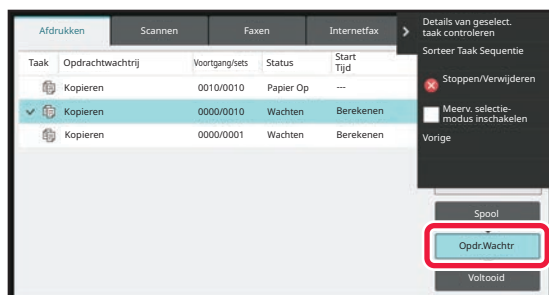 Afdrukken Scannen Faxen Internetfax
Taak Opdrachtwachtrij Voortgang/sets Status Start
Tijd
Kopieren 0010/0010 Papier Op ---
Kopieren 0000/0010 Wachten Berekenen
Kopieren 0000/0001 Wachten Berekenen
Details van geselect.
taak controleren
Sorteer Taak Sequentie
Stoppen/Verwijderen
Meerv. selectie-
modus inschakelen
Vorige
Spool
Opdr.Wachtr
Voltooid